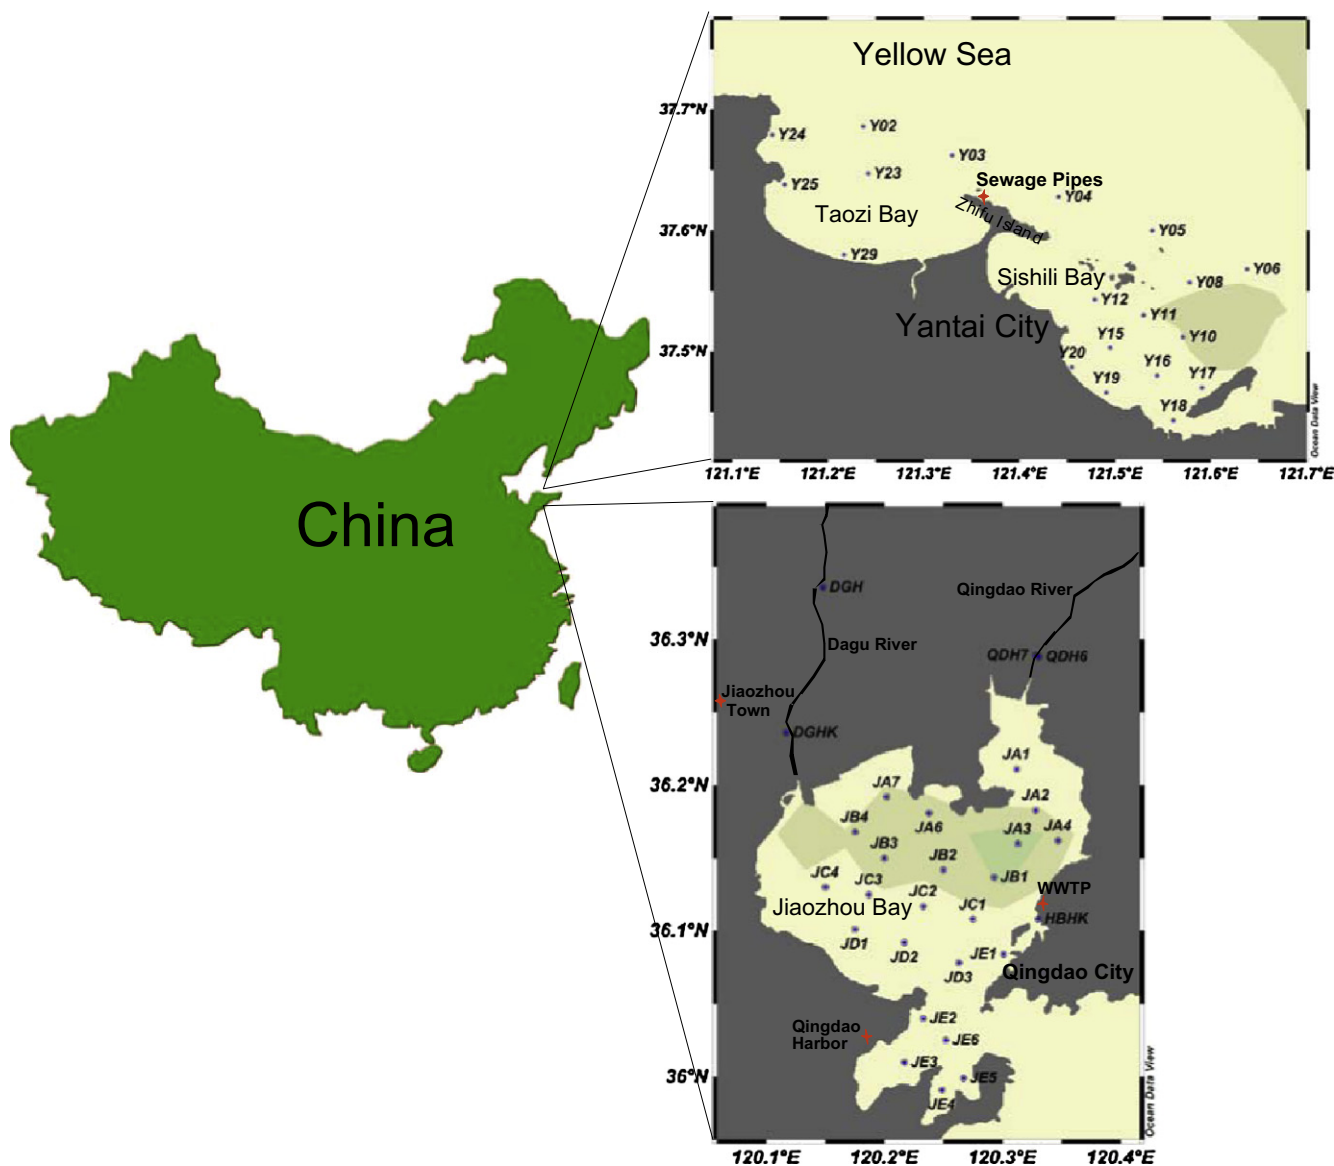 China
Yellow Sea
37.7°N
37.6°N
37.5°N
Y24
Y02
Y03
Y25
Y23
Sewage Pipes
Y04
Taozi Bay
Zhifu Island
Y05
Y29
Sishili Bay
Y08
Y06
Y12
Y11
Yantai City
Y15
Y10
Y20
Y16
Y19
Y17
Y18
Ocean Data View
121.1°E
121.2°E
121.3°E
121.4°E
121.5°E
121.6°E
121.7°E
36.3°N
36.2°N
36.1°N
36°N
DGH
Qingdao River
Dagu River
QDH7
QDH6
Jiaozhou
Town
DGHK
JA1
JA7
JA2
JB4
JA6
JA3
JA4
JB3
JB2
JC4
JC3
JB1
WWTP
JC2
JC1
Jiaozhou Bay
HBHK
JD1
JD2
JE1
JD3
Qingdao City
Qingdao
Harbor
JE2
JE6
JE3
JE5
JE4
Ocean Data View
120.1°E
120.2°E
120.3°E
120.4°E